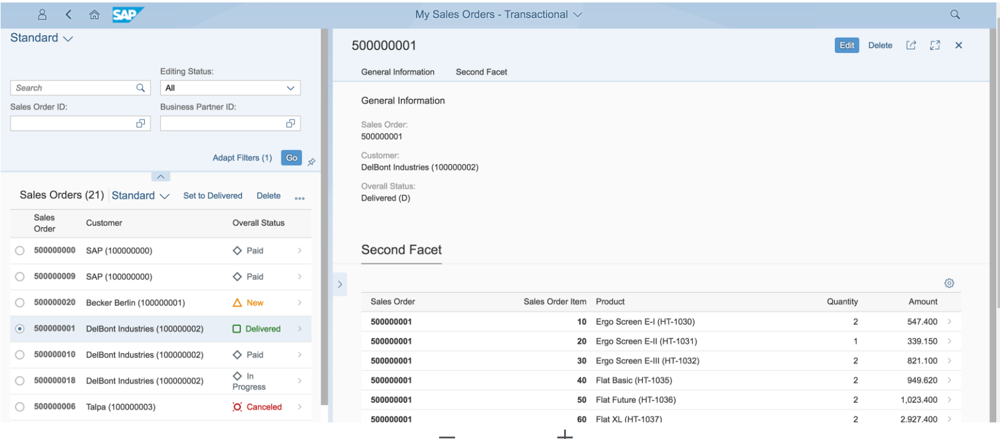 SAP
My Sales Orders - Transactional
Standard
Editing Status:
Search
All
Sales Order ID:
Business Partner ID:
Adapt Filters (1)
Go
Sales Orders (21)
Standard
Set to Delivered
Delete
Sales Order
Customer
Overall Status
500000000 SAP (100000000) Paid
500000009 SAP (100000000) Paid
500000020 Becker Berlin (100000001) New
500000001 DelBont Industries (100000002) Delivered
500000010 DelBont Industries (100000002) Paid
500000018 DelBont Industries (100000002) In Progress
500000006 Talpa (100000003) Canceled
500000001
Edit
Delete
General Information
Second Facet
General Information
Sales Order:
500000001
Customer:
DelBont Industries (100000002)
Overall Status:
Delivered (D)
Second Facet
Sales Order Sales Order Item Product Quantity Amount
500000001 10 Ergo Screen E-I (HT-1030) 2 547.400
500000001 20 Ergo Screen E-II (HT-1031) 1 339.150
500000001 30 Ergo Screen E-III (HT-1032) 2 821.100
500000001 40 Flat Basic (HT-1035) 2 949.620
500000001 50 Flat Future (HT-1036) 2 1,023.400
500000001 60 Flat XL (HT-1037) 2 2,927.400